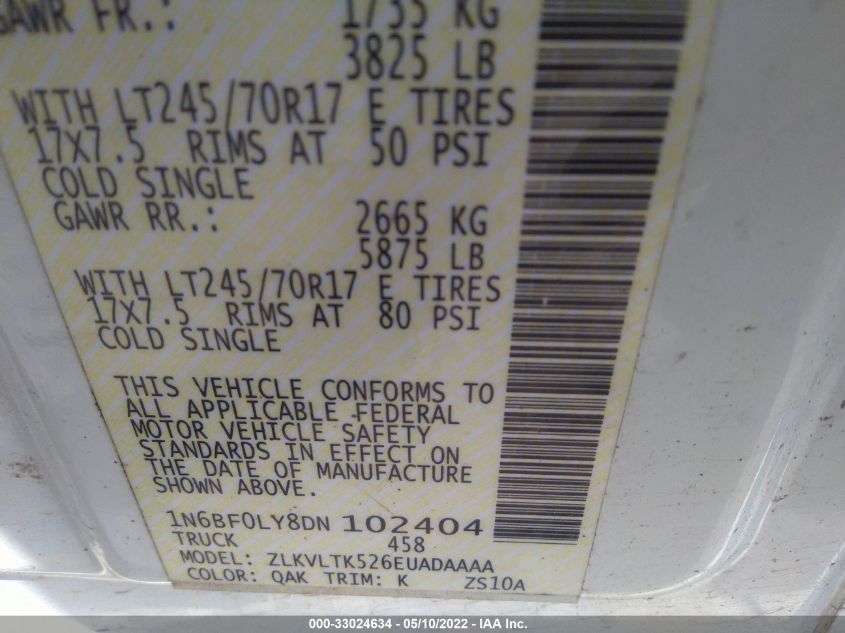 GAWR FR.: 1735 KG
3825 LB
WITH LT245/70R17 E TIRES
17X7.5 RIMS AT 50 PSI
COLD SINGLE
GAWR RR.: 2665 KG
5875 LB
WITH LT245/70R17 E TIRES
17X7.5 RIMS AT 80 PSI
COLD SINGLE
THIS VEHICLE CONFORMS TO
ALL APPLICABLE FEDERAL
MOTOR VEHICLE SAFETY
STANDARDS IN EFFECT ON
THE DATE OF MANUFACTURE
SHOWN ABOVE.
1N6BF0LY8DN 102404
TRUCK 458
MODEL: ZLKVLTK526EUADAAAA
COLOR: QAK TRIM: K ZS10A
000-33024634 - 05/10/2022 - IAA Inc.